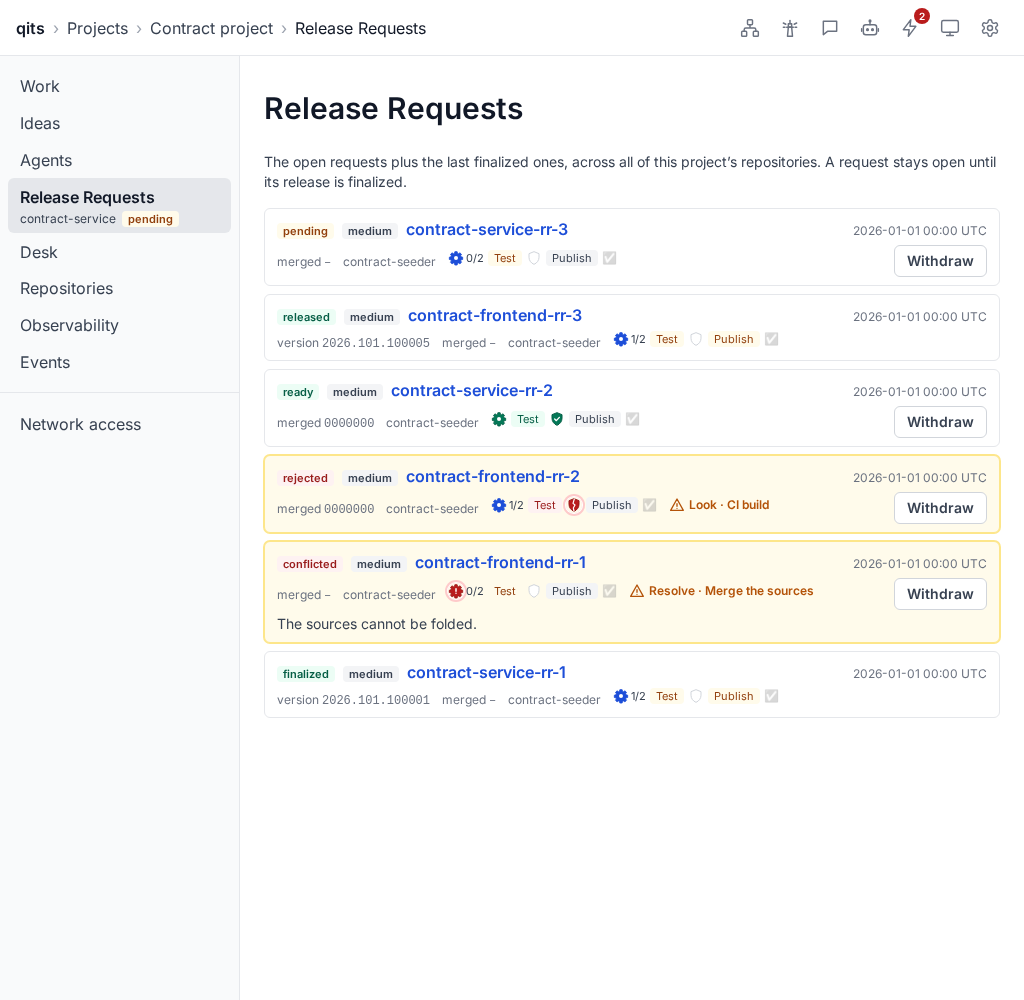 qits › Projects › Contract project › Release Requests
2
Work
Ideas
Agents
Release Requests
contract-service pending
Desk
Repositories
Observability
Events
Network access
Release Requests
The open requests plus the last finalized ones, across all of this project’s repositories. A request stays open until
its release is finalized.
pending medium contract-service-rr-3 2026-01-01 00:00 UTC
merged – contract-seeder 0/2 Test Publish Withdraw
released medium contract-frontend-rr-3 2026-01-01 00:00 UTC
version 2026.101.100005 merged – contract-seeder 1/2 Test Publish
ready medium contract-service-rr-2 2026-01-01 00:00 UTC
merged 0000000 contract-seeder Test Publish Withdraw
rejected medium contract-frontend-rr-2 2026-01-01 00:00 UTC
merged 0000000 contract-seeder 1/2 Test Publish Look · CI build Withdraw
conflicted medium contract-frontend-rr-1 2026-01-01 00:00 UTC
merged – contract-seeder 0/2 Test Publish Resolve · Merge the sources Withdraw
The sources cannot be folded.
finalized medium contract-service-rr-1 2026-01-01 00:00 UTC
version 2026.101.100001 merged – contract-seeder 1/2 Test Publish